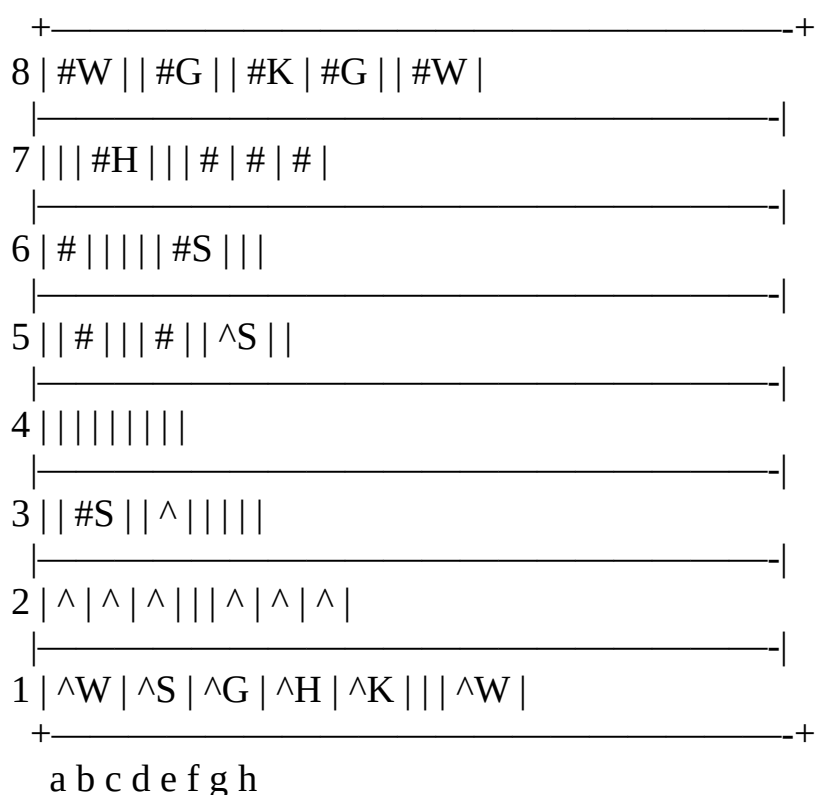 +—————————————————————-+
8 | #W | | #G | | #K | #G | | #W |
|—————————————————————-|
7 | | | #H | | | # | # | # |
|—————————————————————-|
6 | # | | | | | #S | | |
|—————————————————————-|
5 | | # | | | # | | ^S | |
|—————————————————————-|
4 | | | | | | | | |
|—————————————————————-|
3 | | #S | | ^ | | | | |
|—————————————————————-|
2 | ^ | ^ | ^ | | | ^ | ^ | ^ |
|—————————————————————-|
1 | ^W | ^S | ^G | ^H | ^K | | | ^W |
+—————————————————————-+
a b c d e f g h